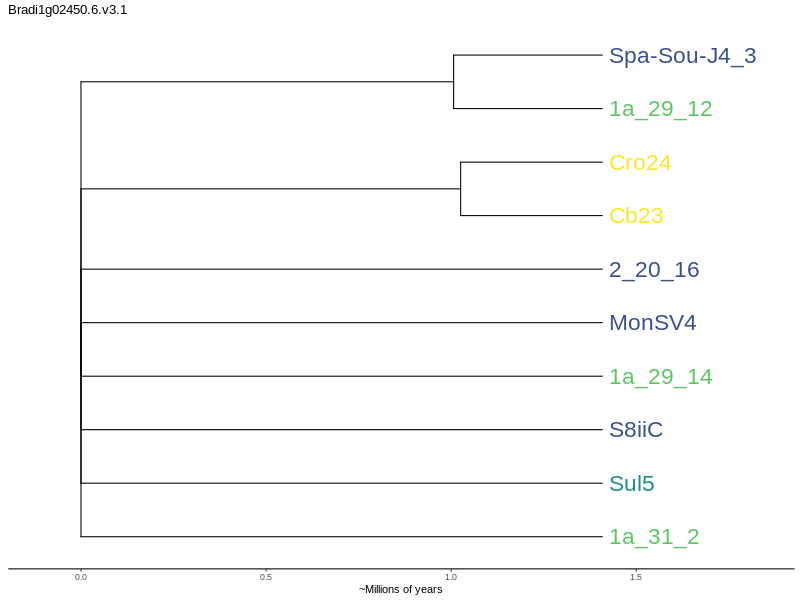 Bradi1g02450.6.v3.1
Spa-Sou-J4_3
1a_29_12
Cro24
Cb23
2_20_16
MonSV4
1a_29_14
S8iiC
Sul5
1a_31_2
0.0 0.5 1.0 1.5
~Millions of years